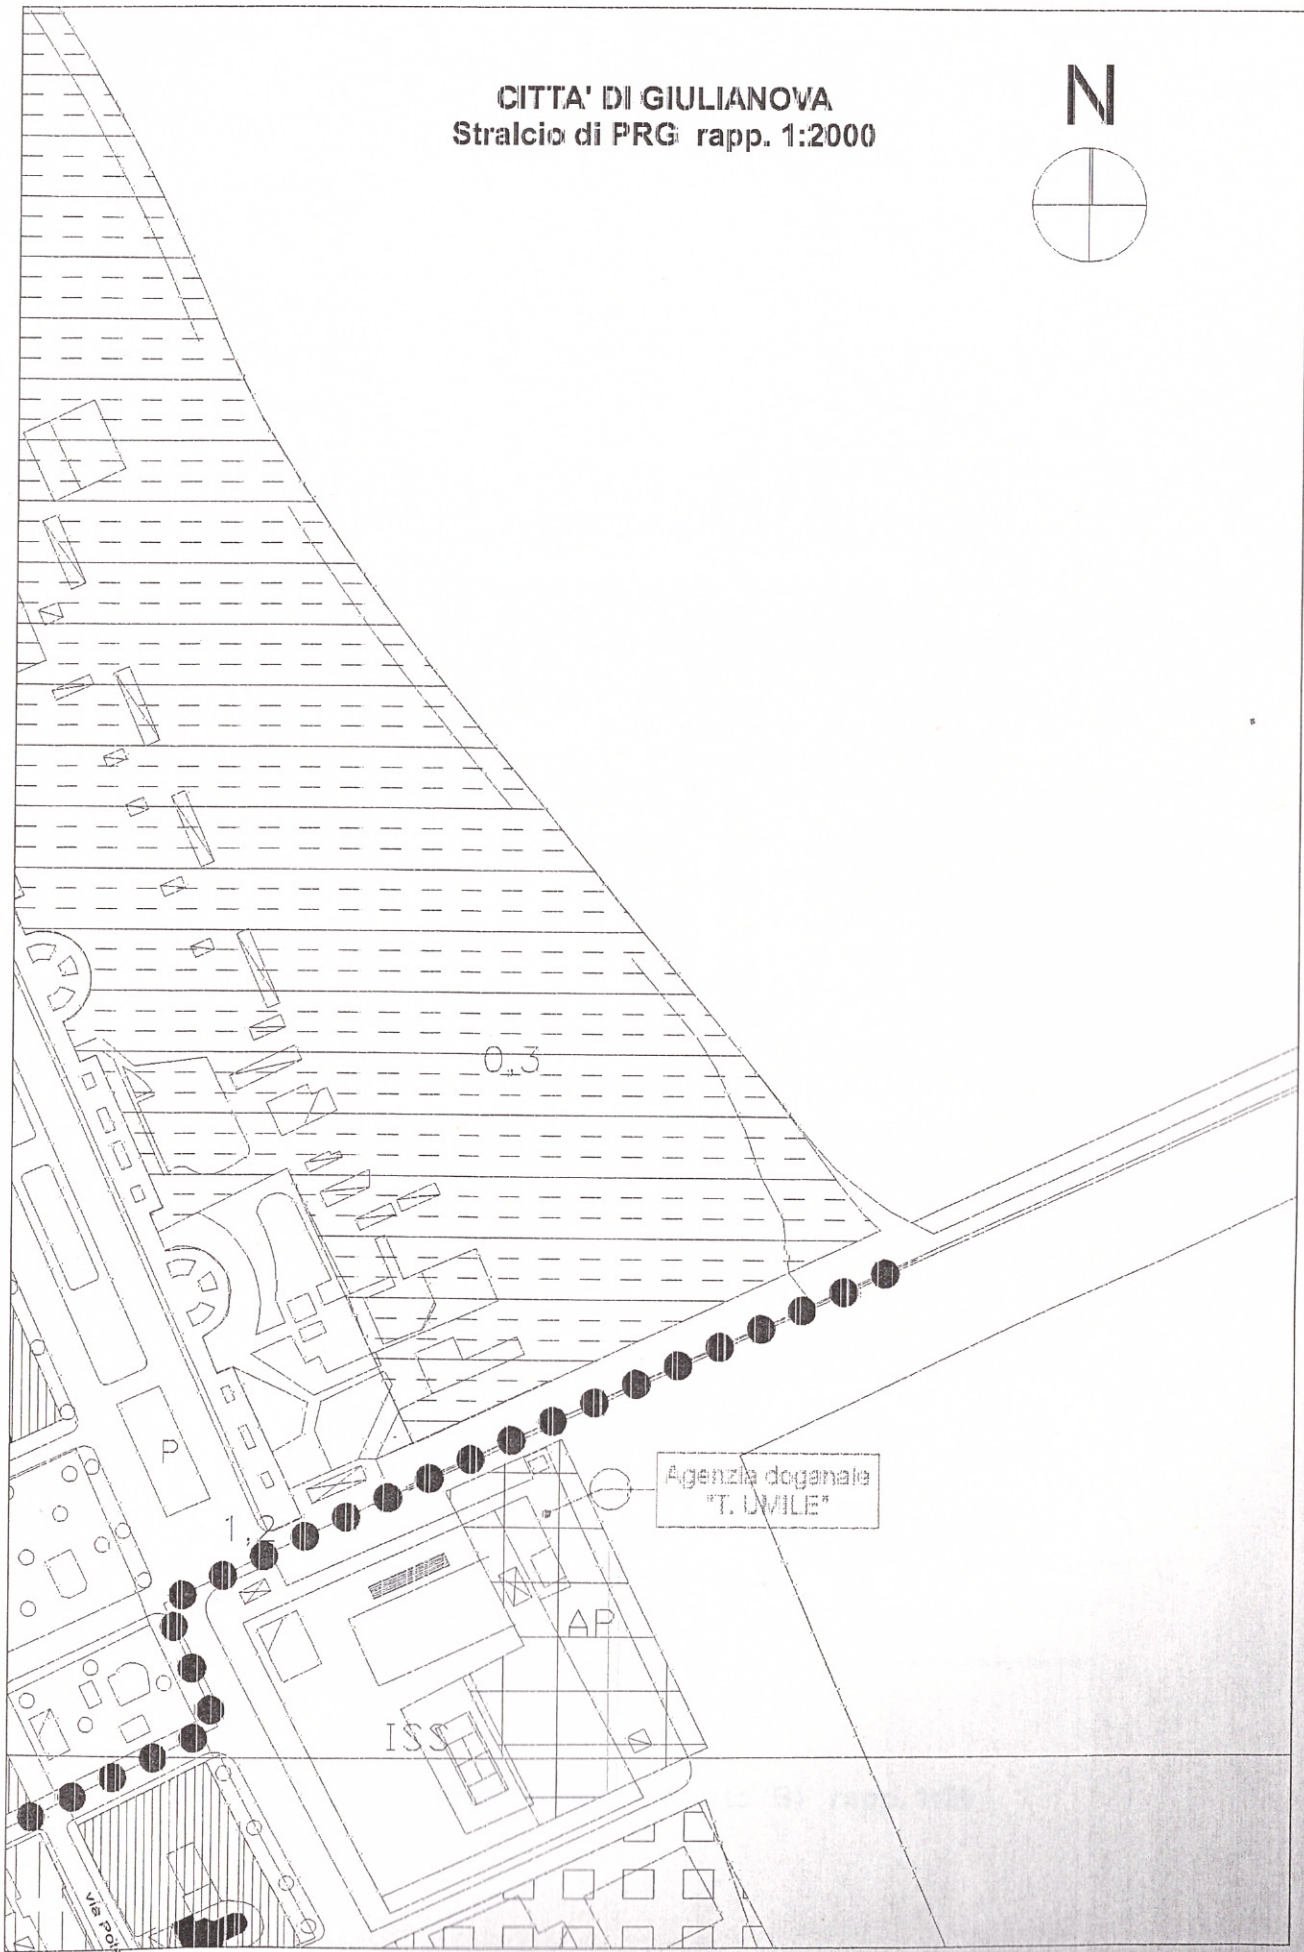 CITTA' DI GIULIANOVA
Stralcio di PRG rapp. 1:2000
N
0,3
Agenzia doganale
"T. UMILE"
P
1,2
AP
ISS
via